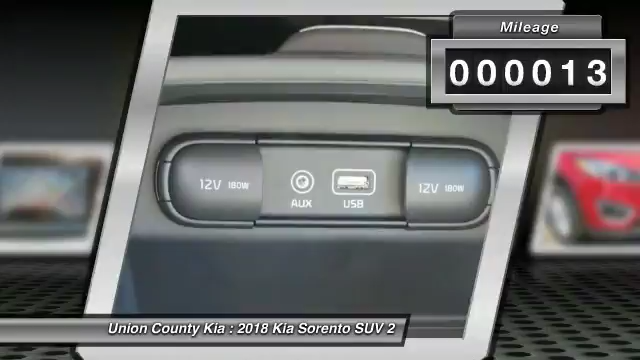 Mileage
000013
12V 180W
AUX
USB
12V 180W
Union County Kia : 2018 Kia Sorento SUV 2